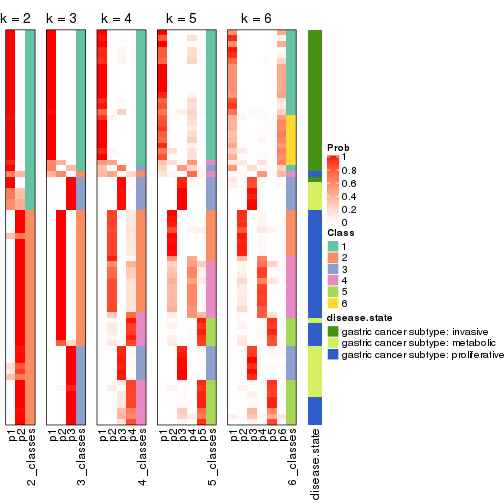 k = 2 k = 3 k = 4 k = 5 k = 6
Prob
1
0.8
0.6
0.4
0.2
0
Class
1
2
3
4
5
6
disease.state
gastric cancer subtype: invasive
gastric cancer subtype: metabolic
gastric cancer subtype: proliferative
p1 p2 2_classes p1 p2 p3 3_classes p1 p2 p3 p4 4_classes p1 p2 p3 p4 p5 5_classes p1 p2 p3 p4 p5 p6 6_classes disease.state